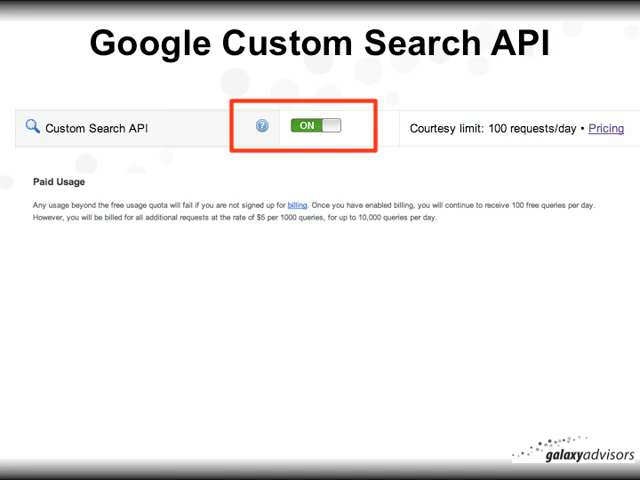 Google Custom Search API
Custom Search API ? ON Courtesy limit: 100 requests/day • Pricing
Paid Usage
Any usage beyond the free usage quota will fail if you are not signed up for billing. Once you have enabled billing, you will continue to receive 100 free queries per day.
However, you will be billed for all additional requests at the rate of $5 per 1000 queries, for up to 10,000 queries per day.
galaxyadvisors